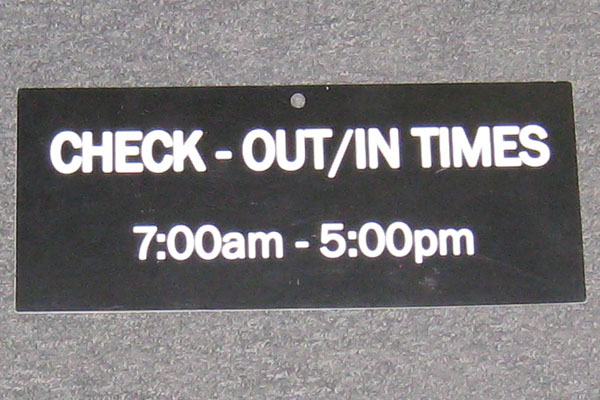 CHECK - OUT/IN TIMES
7:00am - 5:00pm